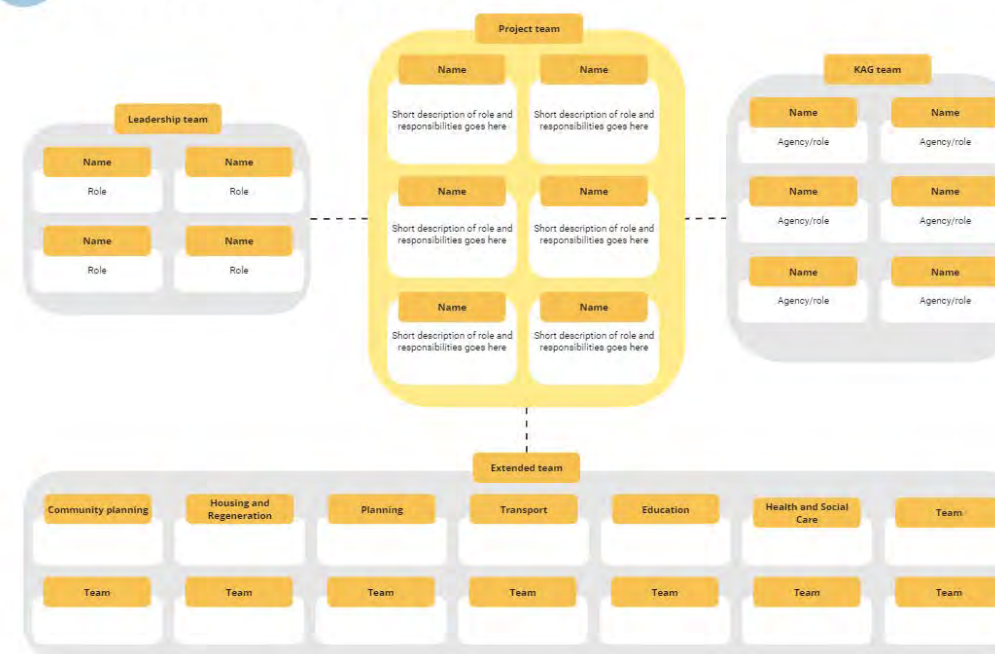 Project team
Name
Name
Short description of role and
responsibilities goes here
Short description of role and
responsibilities goes here
Name
Name
Short description of role and
responsibilities goes here
Short description of role and
responsibilities goes here
Name
Name
Short description of role and
responsibilities goes here
Short description of role and
responsibilities goes here
Leadership team
Name
Name
Role
Role
Name
Name
Role
Role
KAG team
Name
Name
Agency/role
Agency/role
Name
Name
Agency/role
Agency/role
Name
Name
Agency/role
Agency/role
Extended team
Community planning
Housing and
Regeneration
Planning
Transport
Education
Health and Social
Care
Team
Team
Team
Team
Team
Team
Team
Team